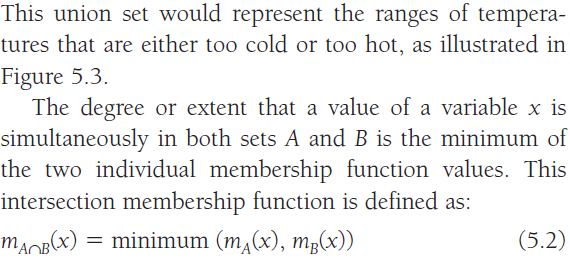 This union set would represent the ranges of tempera-
tures that are either too cold or too hot, as illustrated in
Figure 5.3.
The degree or extent that a value of a variable x is
simultaneously in both sets A and B is the minimum of
the two individual membership function values. This
intersection membership function is defined as:
m_{A∩B}(x) = minimum (m_A(x), m_B(x)) (5.2)